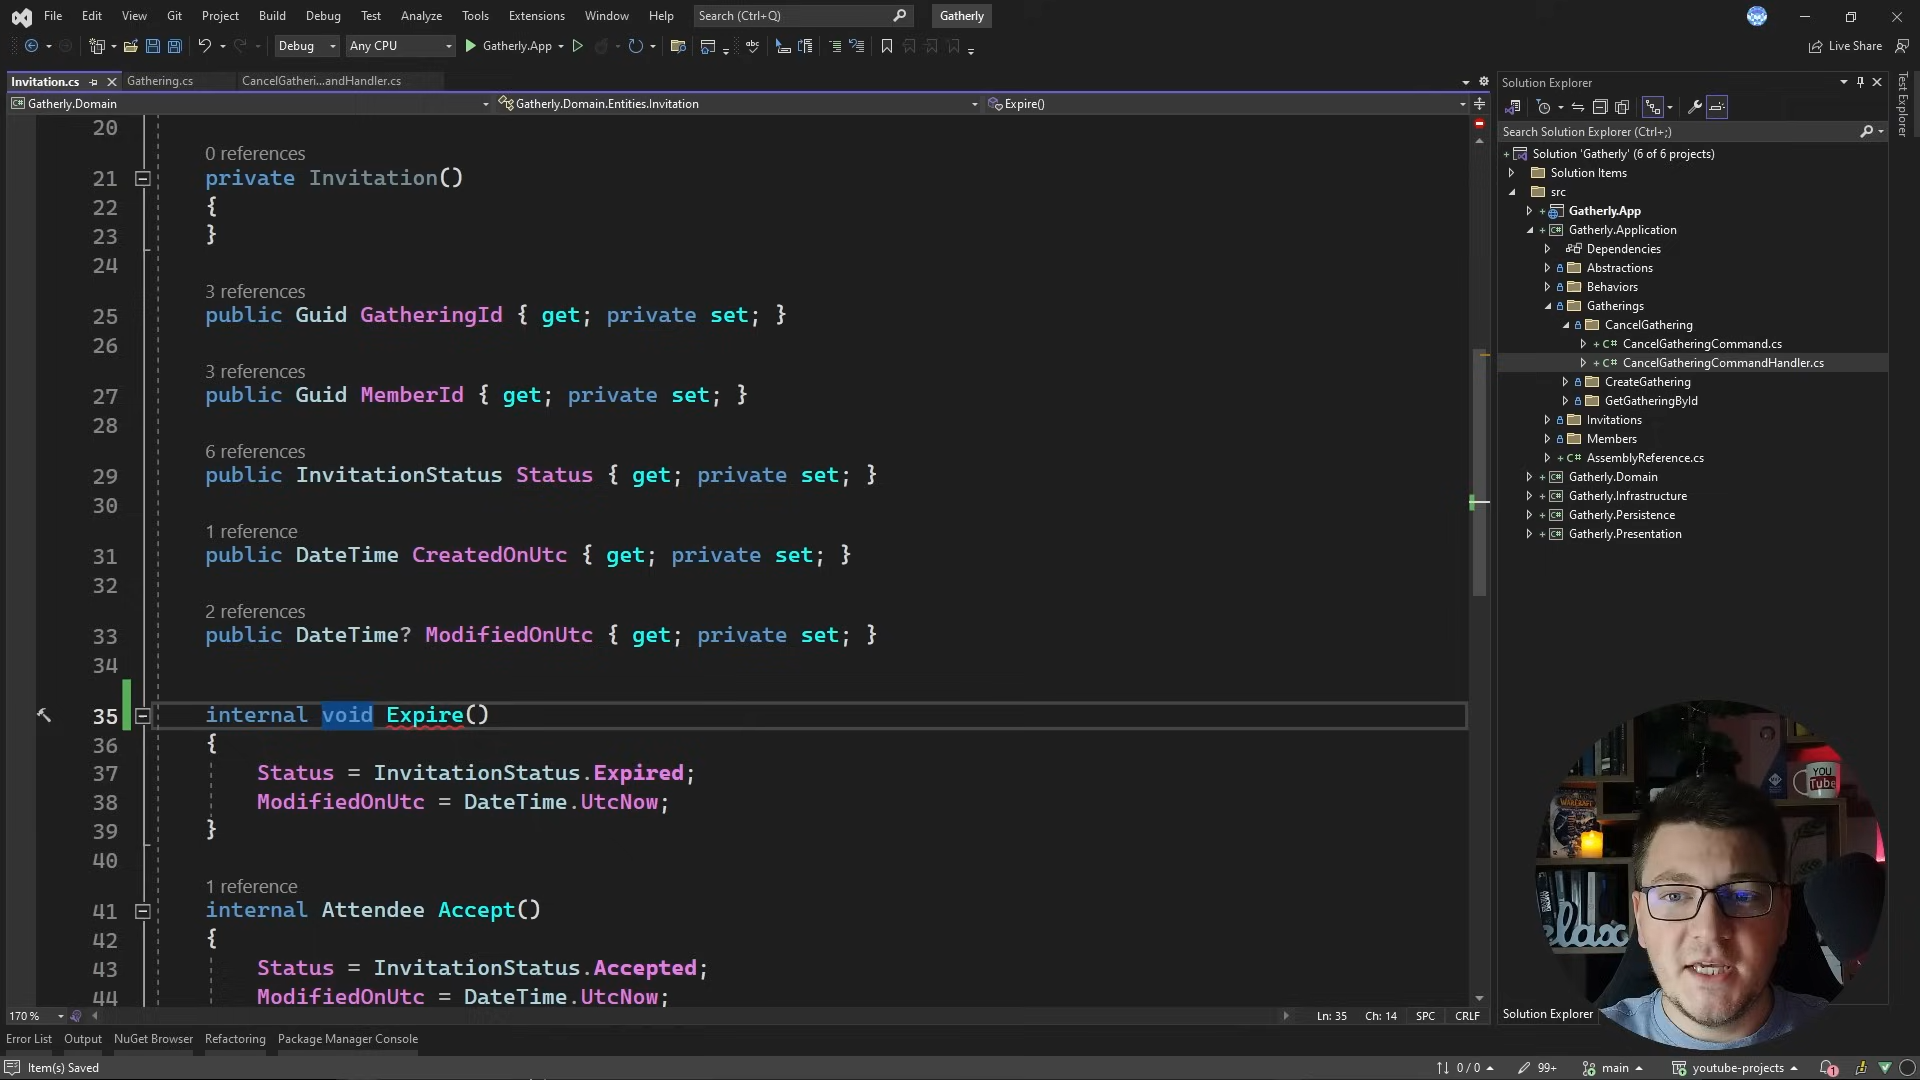 File Edit View Git Project Build Debug Test Analyze Tools Extensions Window Help Search (Ctrl+Q) Gatherly
Debug Any CPU Gatherly.App Live Share
Invitation.cs Gathering.cs CancelGatheri...andHandler.cs
Gatherly.Domain Gatherly.Domain.Entities.Invitation Expire()
20
0 references
21 private Invitation()
22 {
23 }
24
3 references
25 public Guid GatheringId { get; private set; }
26
3 references
27 public Guid MemberId { get; private set; }
28
6 references
29 public InvitationStatus Status { get; private set; }
30
1 reference
31 public DateTime CreatedOnUtc { get; private set; }
32
2 references
33 public DateTime? ModifiedOnUtc { get; private set; }
34
35 internal void Expire()
36 {
37 Status = InvitationStatus.Expired;
38 ModifiedOnUtc = DateTime.UtcNow;
39 }
40
1 reference
41 internal Attendee Accept()
42 {
43 Status = InvitationStatus.Accepted;
44 ModifiedOnUtc = DateTime.UtcNow;
170 % Ln: 35 Ch: 14 SPC CRLF
Solution Explorer
Search Solution Explorer (Ctrl+;)
Solution 'Gatherly' (6 of 6 projects)
Solution Items
src
Gatherly.App
Gatherly.Application
Dependencies
Abstractions
Behaviors
Gatherings
CancelGathering
CancelGatheringCommand.cs
CancelGatheringCommandHandler.cs
CreateGathering
GetGatheringById
Invitations
Members
AssemblyReference.cs
Gatherly.Domain
Gatherly.Infrastructure
Gatherly.Persistence
Gatherly.Presentation
Test Explorer
YOU
Tube
WARCRAFT
elax
Solution Explorer
Error List Output NuGet Browser Refactoring Package Manager Console
Item(s) Saved 0 / 0 99+ main youtube-projects 1